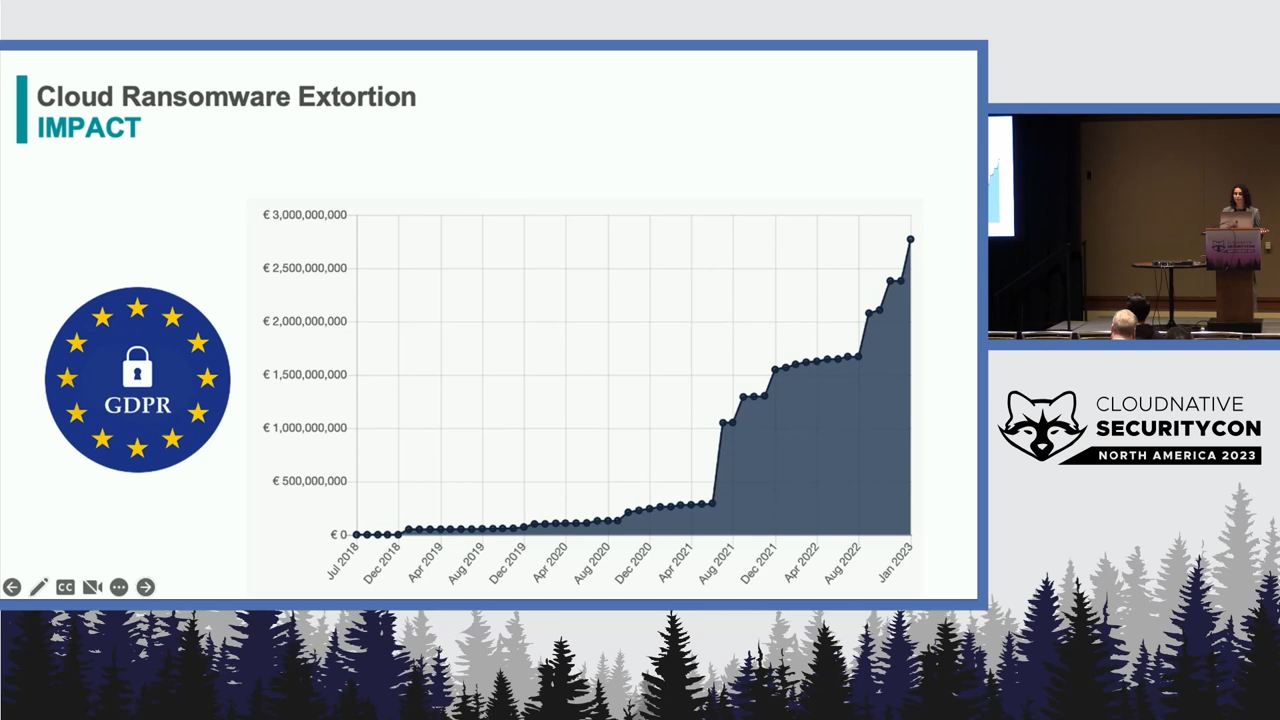 Cloud Ransomware Extortion
IMPACT
€ 3,000,000,000
€ 2,500,000,000
€ 2,000,000,000
€ 1,500,000,000
€ 1,000,000,000
€ 500,000,000
€ 0
Jul 2018
Dec 2018
Apr 2019
Aug 2019
Dec 2019
Apr 2020
Aug 2020
Dec 2020
Apr 2021
Aug 2021
Dec 2021
Apr 2022
Aug 2022
Jan 2023
GDPR
CC
CLOUDNATIVE
SECURITYCON
NORTH AMERICA 2023